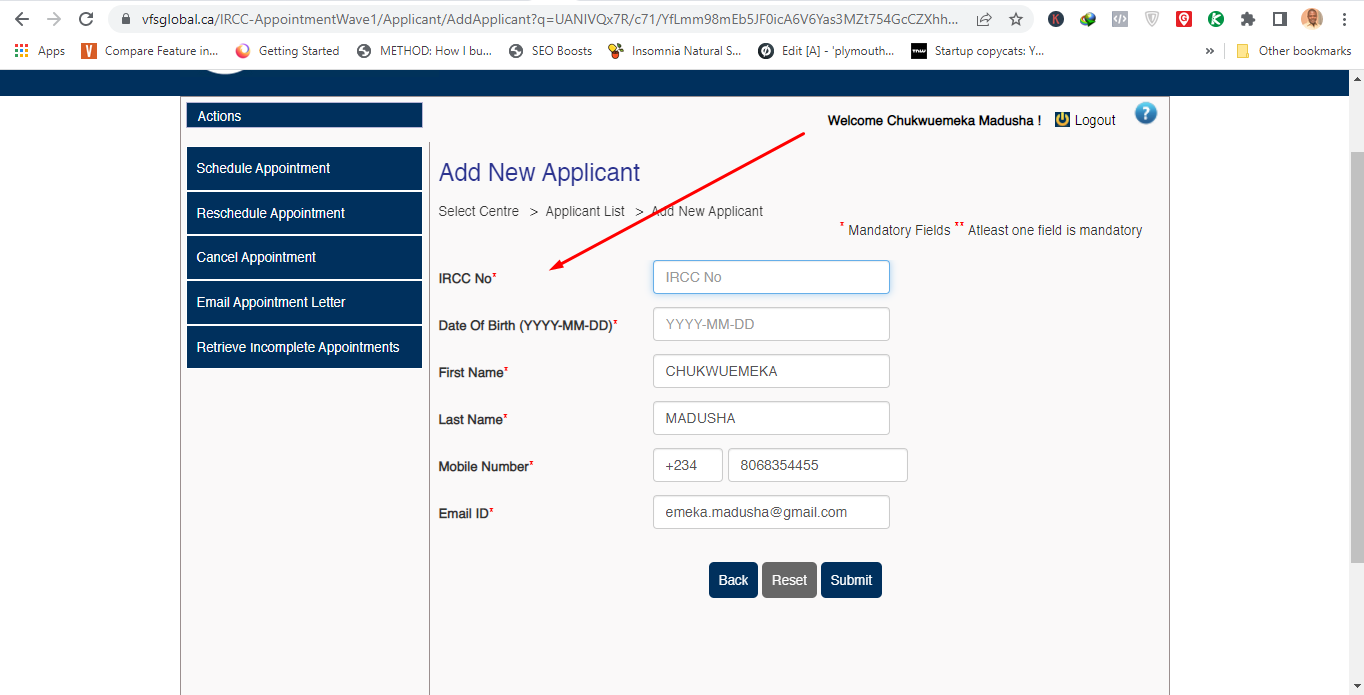 vfsglobal.ca/IRCC-AppointmentWave1/Applicant/AddApplicant?q=UANIVQx7R/c71/YfLmm98mEb5JF0icA6V6Yas3MZt754GcCZXhh...
Apps Compare Feature in... Getting Started METHOD: How I bu... SEO Boosts Insomnia Natural S... Edit [A] - 'plymouth... Startup copycats: Y... » Other bookmarks
Actions
Welcome Chukwuemeka Madusha ! Logout ?
Schedule Appointment
Reschedule Appointment
Cancel Appointment
Email Appointment Letter
Retrieve Incomplete Appointments
Add New Applicant
Select Centre > Applicant List > Add New Applicant
* Mandatory Fields ** Atleast one field is mandatory
IRCC No* IRCC No
Date Of Birth (YYYY-MM-DD)* YYYY-MM-DD
First Name* CHUKWUEMEKA
Last Name* MADUSHA
Mobile Number* +234 8068354455
Email ID* emeka.madusha@gmail.com
Back Reset Submit